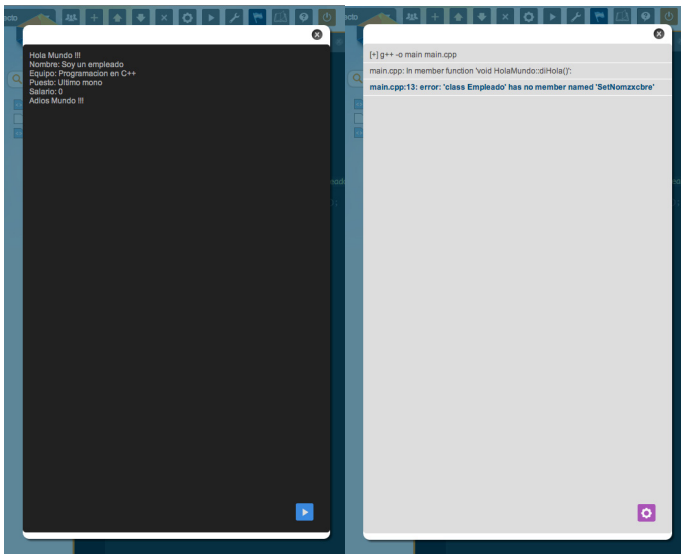 ecto
Hola Mundo !!!
Nombre: Soy un empleado
Equipo: Programacion en C++
Puesto: Ultimo mono
Salario: 0
Adios Mundo !!!
ecto
[+] g++ -o main main.cpp
main.cpp: In member function 'void HolaMundo::diHola()':
main.cpp:13: error: 'class Empleado' has no member named 'SetNomzxcbre'